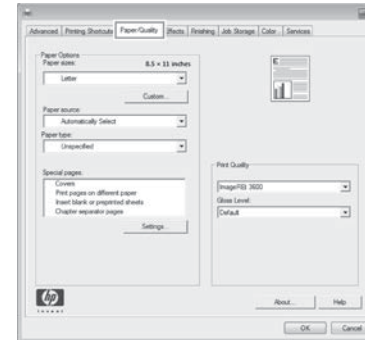 Advanced Printing Shortcuts Paper/Quality Effects Finishing Job Storage Color Services
Paper Options
Paper sizes: 8.5 × 11 inches
Letter
Custom...
Paper source:
Automatically Select
Paper type:
Unspecified
Special pages:
Covers
Print pages on different paper
Insert blank or preprinted sheets
Chapter separator pages
Settings...
E
Print Quality
ImageREt 3600
Gloss Level:
Default
hp
invent
About... Help
OK Cancel